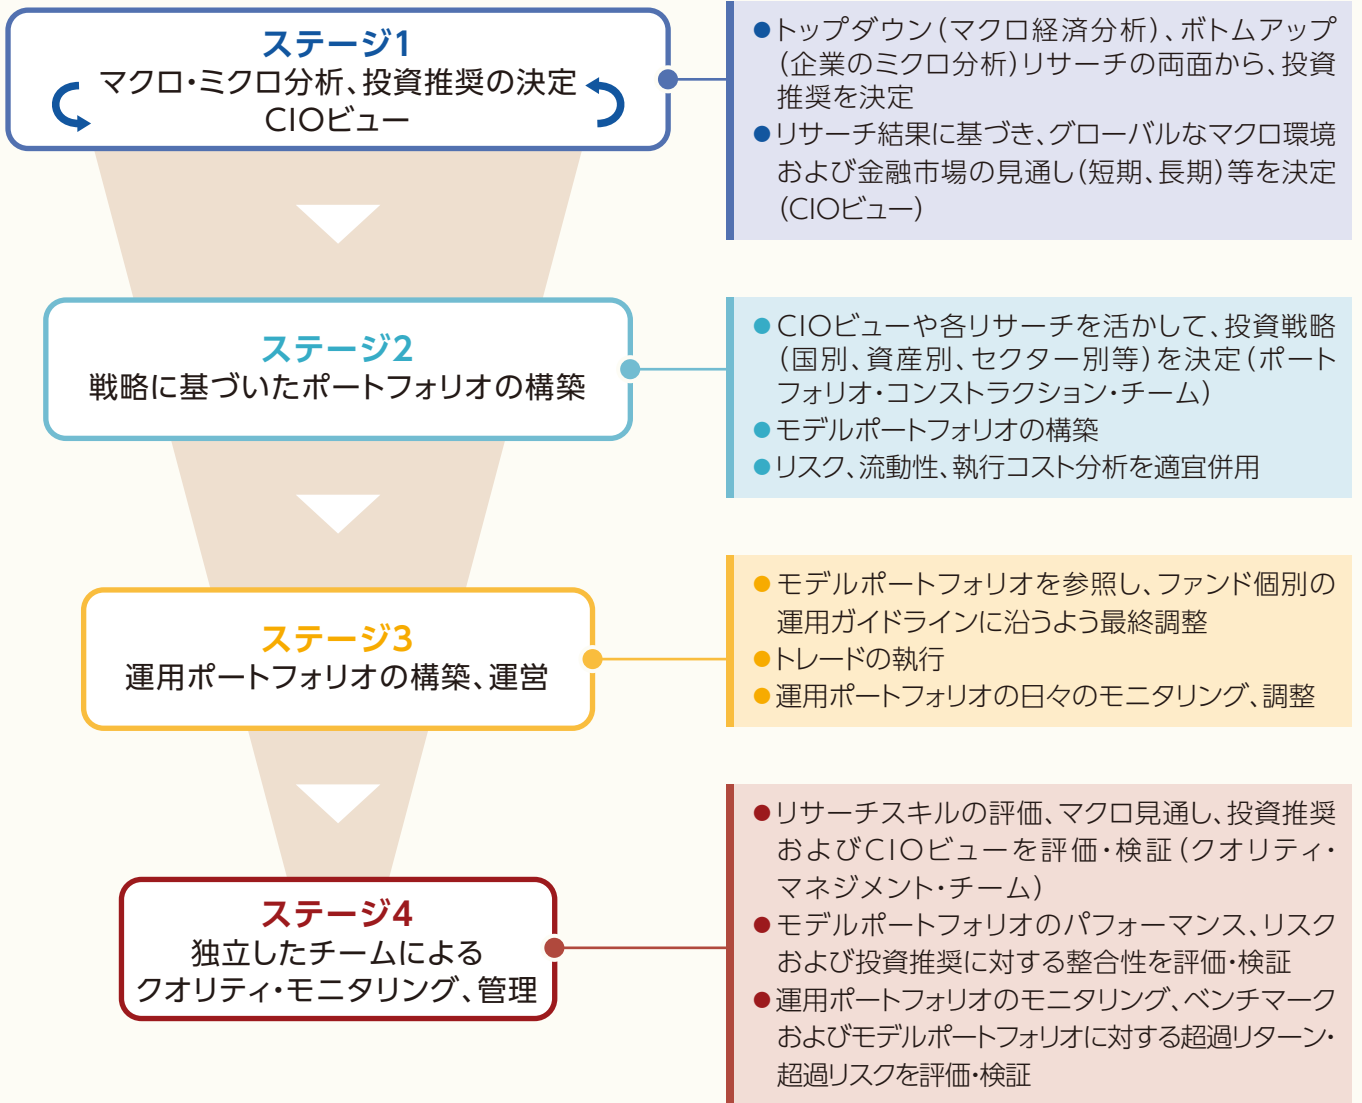 ステージ1
マクロ・ミクロ分析、投資推奨の決定
CIOビュー
●トップダウン(マクロ経済分析)、ボトムアップ
(企業のミクロ分析)リサーチの両面から、投資
推奨を決定
●リサーチ結果に基づき、グローバルなマクロ環境
および金融市場の見通し(短期、長期)等を決定
(CIOビュー)
ステージ2
戦略に基づいたポートフォリオの構築
●CIOビューや各リサーチを活かして、投資戦略
(国別、資産別、セクター別等)を決定(ポート
フォリオ・コンストラクション・チーム)
●モデルポートフォリオの構築
●リスク、流動性、執行コスト分析を適宜併用
ステージ3
運用ポートフォリオの構築、運営
●モデルポートフォリオを参照し、ファンド個別の
運用ガイドラインに沿うよう最終調整
●トレードの執行
●運用ポートフォリオの日々のモニタリング、調整
ステージ4
独立したチームによる
クオリティ・モニタリング、管理
●リサーチスキルの評価、マクロ見通し、投資推奨
およびCIOビューを評価・検証(クオリティ・
マネジメント・チーム)
●モデルポートフォリオのパフォーマンス、リスク
および投資推奨に対する整合性を評価・検証
●運用ポートフォリオのモニタリング、ベンチマーク
およびモデルポートフォリオに対する超過リターン・
超過リスクを評価・検証